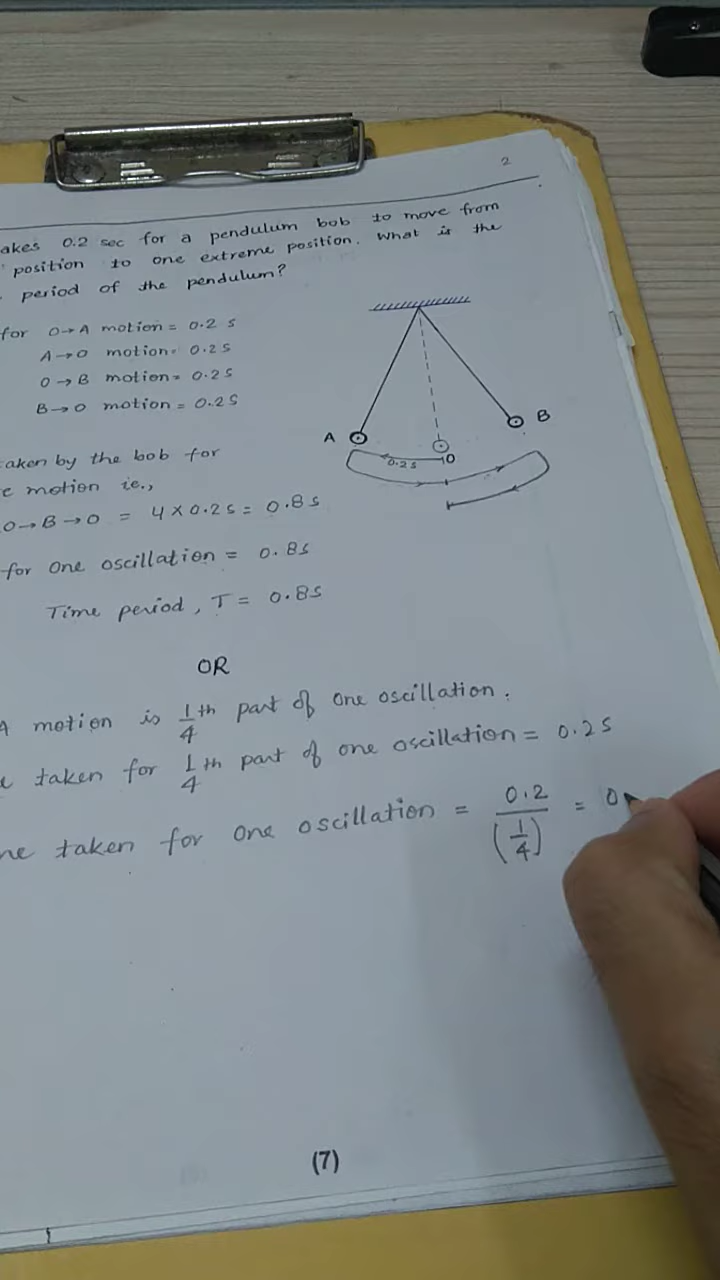 2
akes 0.2 sec for a pendulum bob to move from
position to one extreme position. What is the
period of the pendulum?
for O→A motion = 0.2 s
A→O motion = 0.2 s
O→B motion = 0.2 s
B→O motion = 0.2 s
A
B
O
0.2 s
aken by the bob for
e motion ie.,
O→B→O = 4 × 0.2 s = 0.8 s
for one oscillation = 0.8 s
Time period, T = 0.8 s
OR
A motion is 1/4 th part of one oscillation.
e taken for 1/4 th part of one oscillation = 0.2 s
ne taken for one oscillation = 0.2/(1/4) = 0
(7)